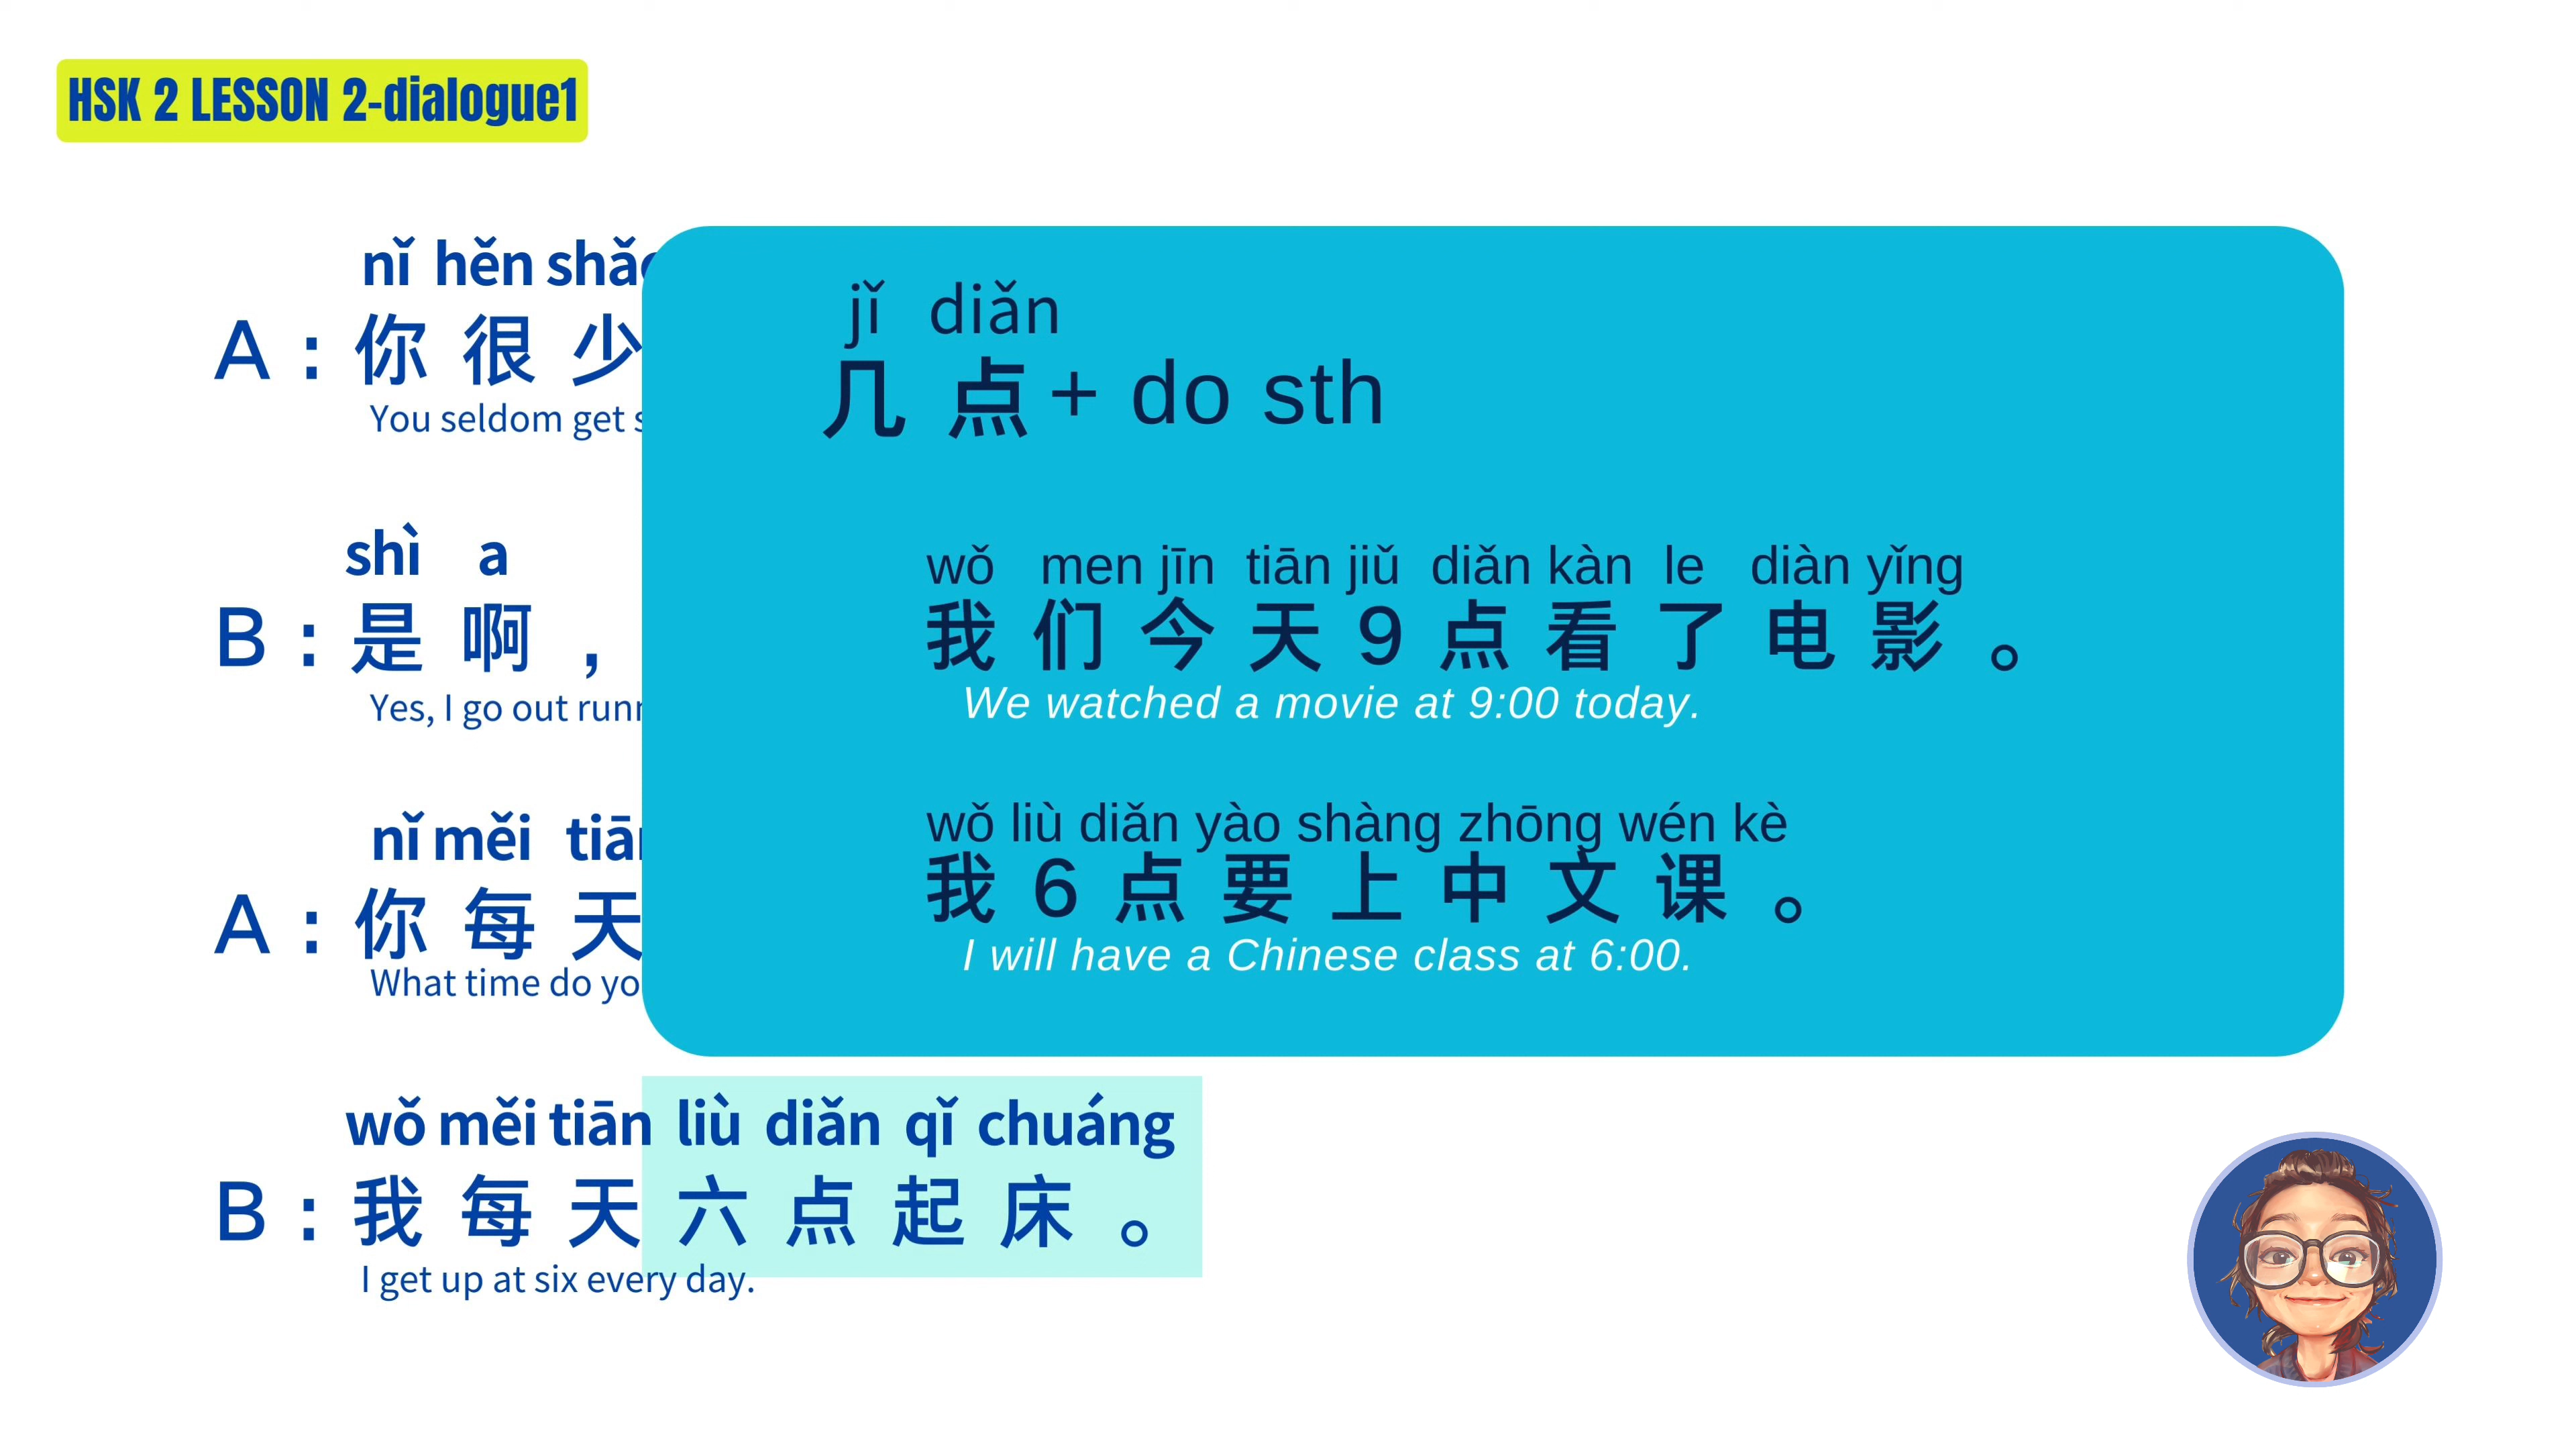 HSK 2 LESSON 2-dialogue1
nǐ hěn
A：你 很 少
You seldom get
shì a
B：是 啊 ，
Yes, I go out
nǐ měi
A：你 每 天
What time do
jǐ diǎn
几 点 + do sth
wǒ men jīn tiān jiǔ diǎn kàn le diàn yǐng
我 们 今 天 9 点 看 了 电 影 。
We watched a movie at 9:00 today.
wǒ liù diǎn yào shàng zhōng wén kè
我 6 点 要 上 中 文 课 。
I will have a Chinese class at 6:00.
wǒ měi tiān liù diǎn qǐ chuáng
B：我 每 天 六 点 起 床 。
I get up at six every day.